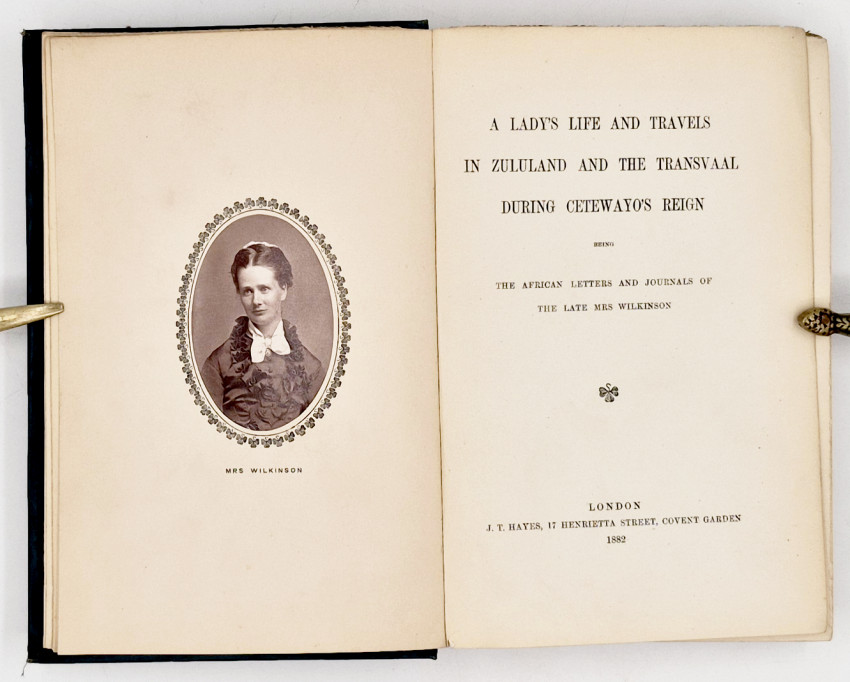 MRS WILKINSON
A LADY'S LIFE AND TRAVELS
IN ZULULAND AND THE TRANSVAAL
DURING CETEWAYO'S REIGN
BEING
THE AFRICAN LETTERS AND JOURNALS OF
THE LATE MRS WILKINSON
LONDON
J. T. HAYES, 17 HENRIETTA STREET, COVENT GARDEN
1882